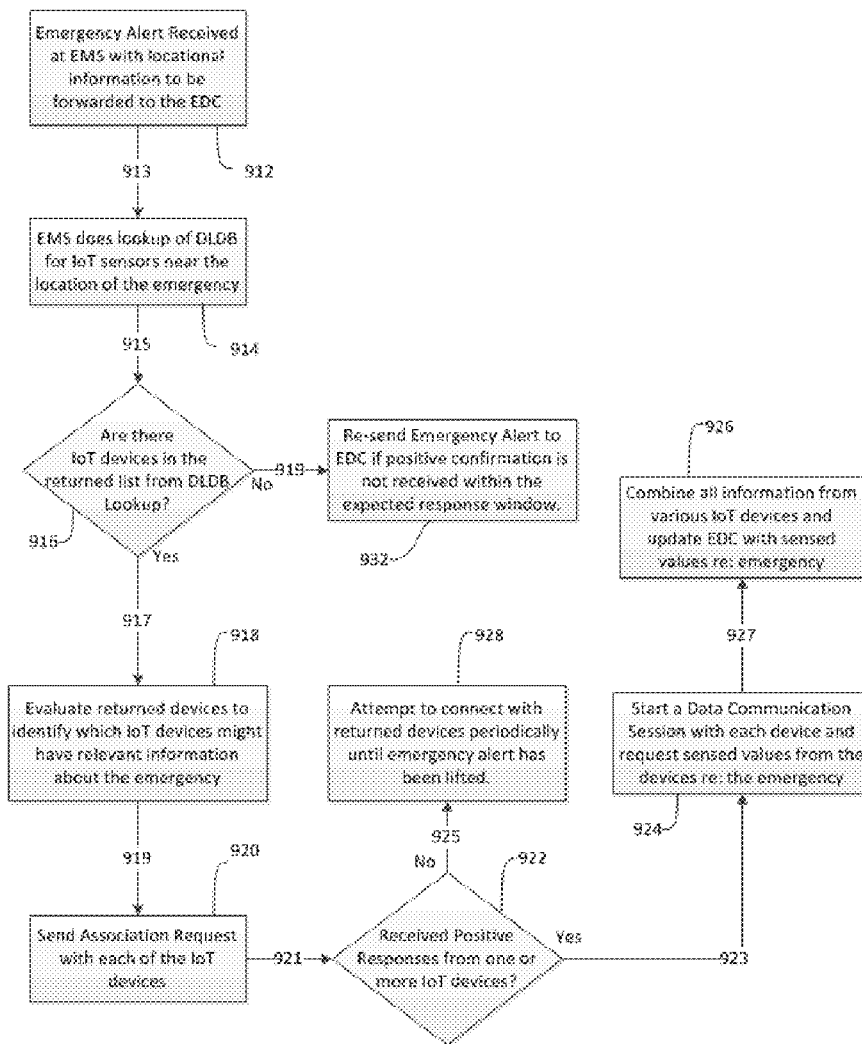 Emergency Alert Received
at EMS with locational
information to be
forwarded to the EDC
913
912
EMS does lookup of DLDB
for IoT sensors near the
location of the emergency
915
914
Are there
IoT devices in the
returned list from DLDB
Lookup?
916
Yes
No
919
Re-send Emergency Alert to
EDC if positive confirmation is
not received within the
expected response window.
932
926
Combine all information from
various IoT devices and
update EDC with sensed
values re: emergency
917
918
928
927
Evaluate returned devices to
identify which IoT devices might
have relevant information
about the emergency
Attempt to connect with
returned devices periodically
until emergency alert has
been lifted.
Start a Data Communication
Session with each device and
request sensed values from the
devices re: the emergency
924
919
920
925
No
922
Send Association Request
with each of the IoT
devices
921
Received Positive
Responses from one or
more IoT devices?
Yes
923